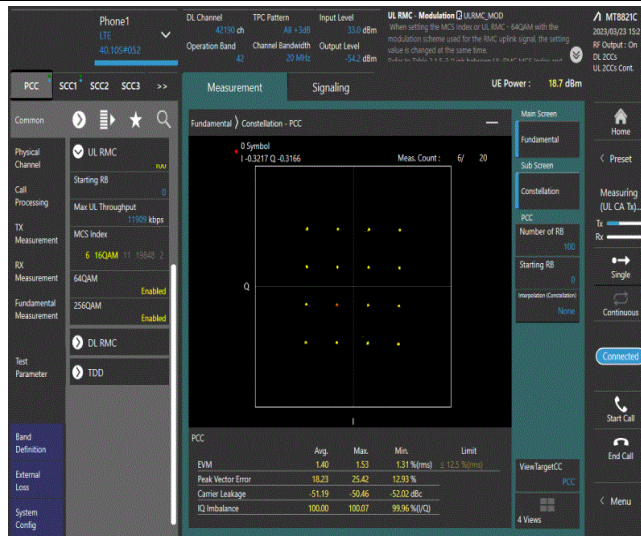 Phone1
LTE
40.105#052
DL Channel
42190 ch
TPC Pattern
All +3dB
Input Level
33.0 dBm
Operation Band
42
Channel Bandwidth
20 MHz
Output Level
-54.2 dBm
UL RMC - Modulation ULRMC_MOD
When setting the MCS Index or UL RMC - 64QAM with the
modulation scheme used for the RMC uplink signal, the setting
value is changed at the same time.
MT8821C
2023/03/23 152
RF Output : On
DL 2CCs
UL 2CCs Cont.
PCC
SCC1
SCC2
SCC3
>>
Measurement
Signaling
UE Power : 18.7 dBm
Common
Physical
Channel
Call
Processing
TX
Measurement
RX
Measurement
Fundamental
Measurement
Test
Parameter
Band
Definition
External
Loss
System
Config
UL RMC
100
Starting RB
0
Max UL Throughput
11909 kbps
MCS Index
6 16QAM 11 19848 2
64QAM
Enabled
256QAM
Enabled
DL RMC
TDD
Fundamental ⟩ Constellation - PCC
0 Symbol
I -0.3217 Q -0.3166
Meas. Count : 6/ 20
Q
I
PCC
Avg. Max. Min. Limit
EVM 1.40 1.53 1.31 %(rms) ≤ 12.5 %(rms)
Peak Vector Error 18.23 25.42 12.93 %
Carrier Leakage -51.19 -50.46 -52.02 dBc
IQ Imbalance 100.00 100.07 99.96 %(I/Q)
Main Screen
Fundamental
Sub Screen
Constellation
PCC
Number of RB
100
Starting RB
0
Interpolation (Constellation)
None
ViewTargetCC
PCC
4 Views
Home
< Preset
Measuring
(UL CA Tx)...
Tx
Rx
Single
Continuous
Connected
Start Call
End Call
< Menu